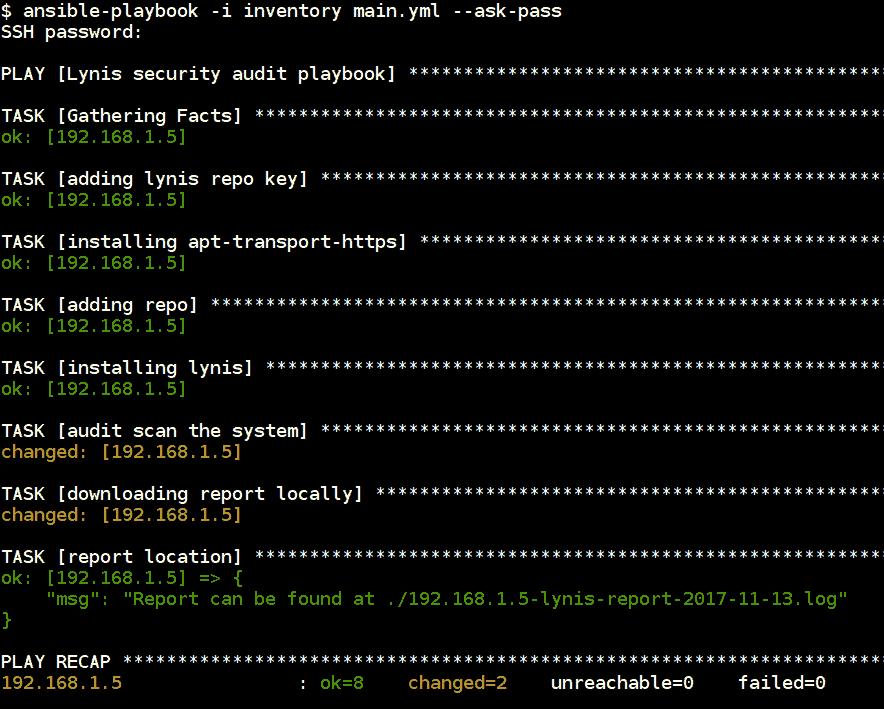 $ ansible-playbook -i inventory main.yml --ask-pass
SSH password:
PLAY [Lynis security audit playbook] *******************************************
TASK [Gathering Facts] *********************************************************
ok: [192.168.1.5]
TASK [adding lynis repo key] ***************************************************
ok: [192.168.1.5]
TASK [installing apt-transport-https] ******************************************
ok: [192.168.1.5]
TASK [adding repo] *************************************************************
ok: [192.168.1.5]
TASK [installing lynis] ********************************************************
ok: [192.168.1.5]
TASK [audit scan the system] ***************************************************
changed: [192.168.1.5]
TASK [downloading report locally] **********************************************
changed: [192.168.1.5]
TASK [report location] *********************************************************
ok: [192.168.1.5] => {
    "msg": "Report can be found at ./192.168.1.5-lynis-report-2017-11-13.log"
}
PLAY RECAP *********************************************************************
192.168.1.5                : ok=8    changed=2    unreachable=0    failed=0